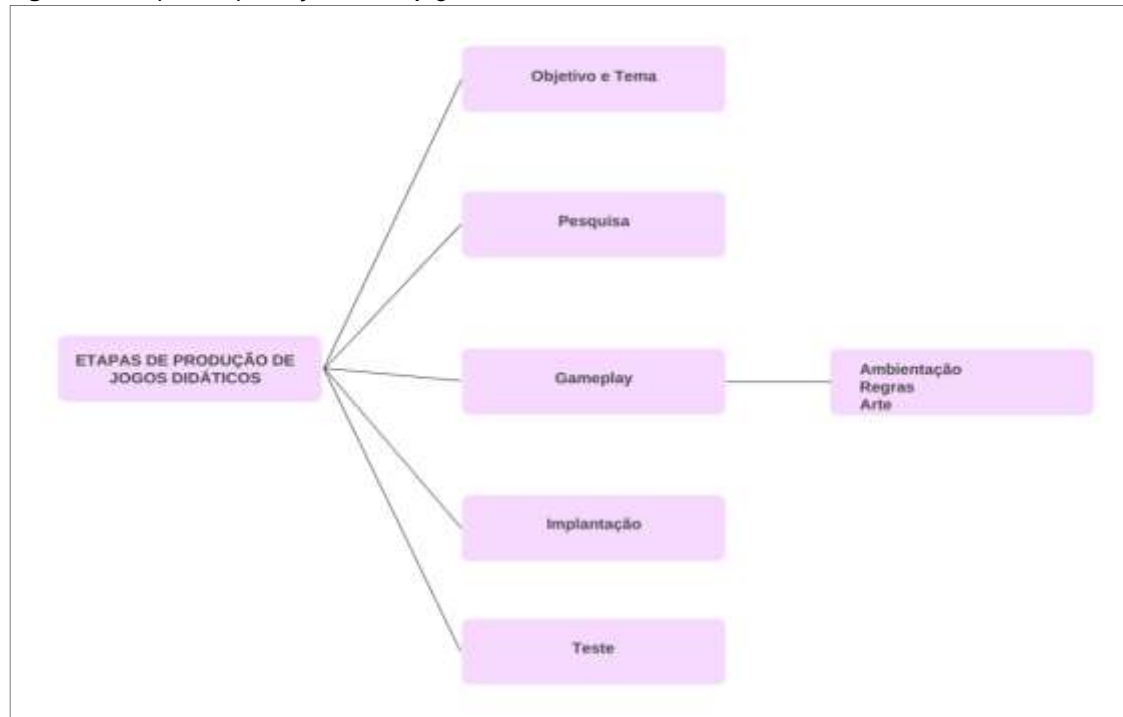 Objetivo e Tema
Pesquisa
ETAPAS DE PRODUÇÃO DE
JOGOS DIDÁTICOS
Gameplay
Ambientação
Regras
Arte
Implantação
Teste